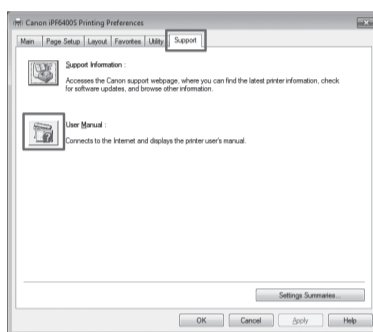 Canon iPF6400S Printing Preferences
Main Page Setup Layout Favorites Utility Support
Support Information :
Accesses the Canon support webpage, where you can find the latest printer information, check
for software updates, and browse other information.
User Manual :
Connects to the Internet and displays the printer user's manual.
Settings Summaries...
OK Cancel Apply Help